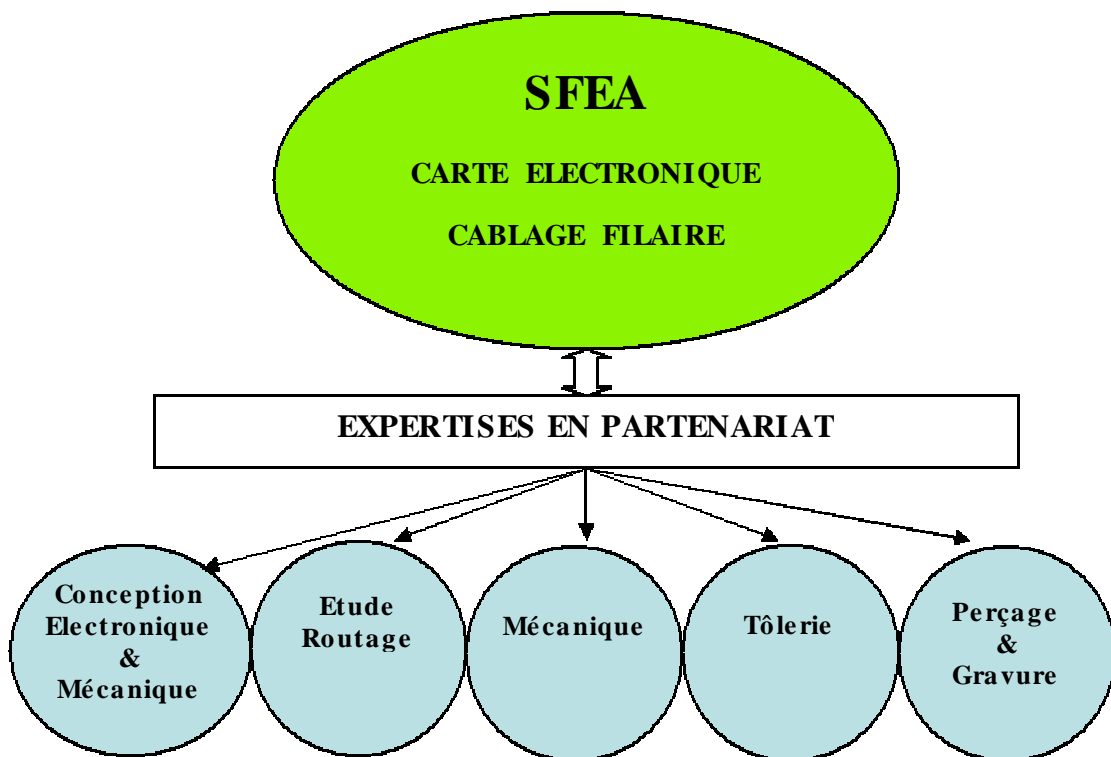 SFEA
CARTE ELECTRONIQUE
CABLAGE FILAIRE
EXPERTISES EN PARTENARIAT
Conception
Electronique
&
Mécanique
Etude
Routage
Mécanique
Tôlerie
Perçage
&
Gravure